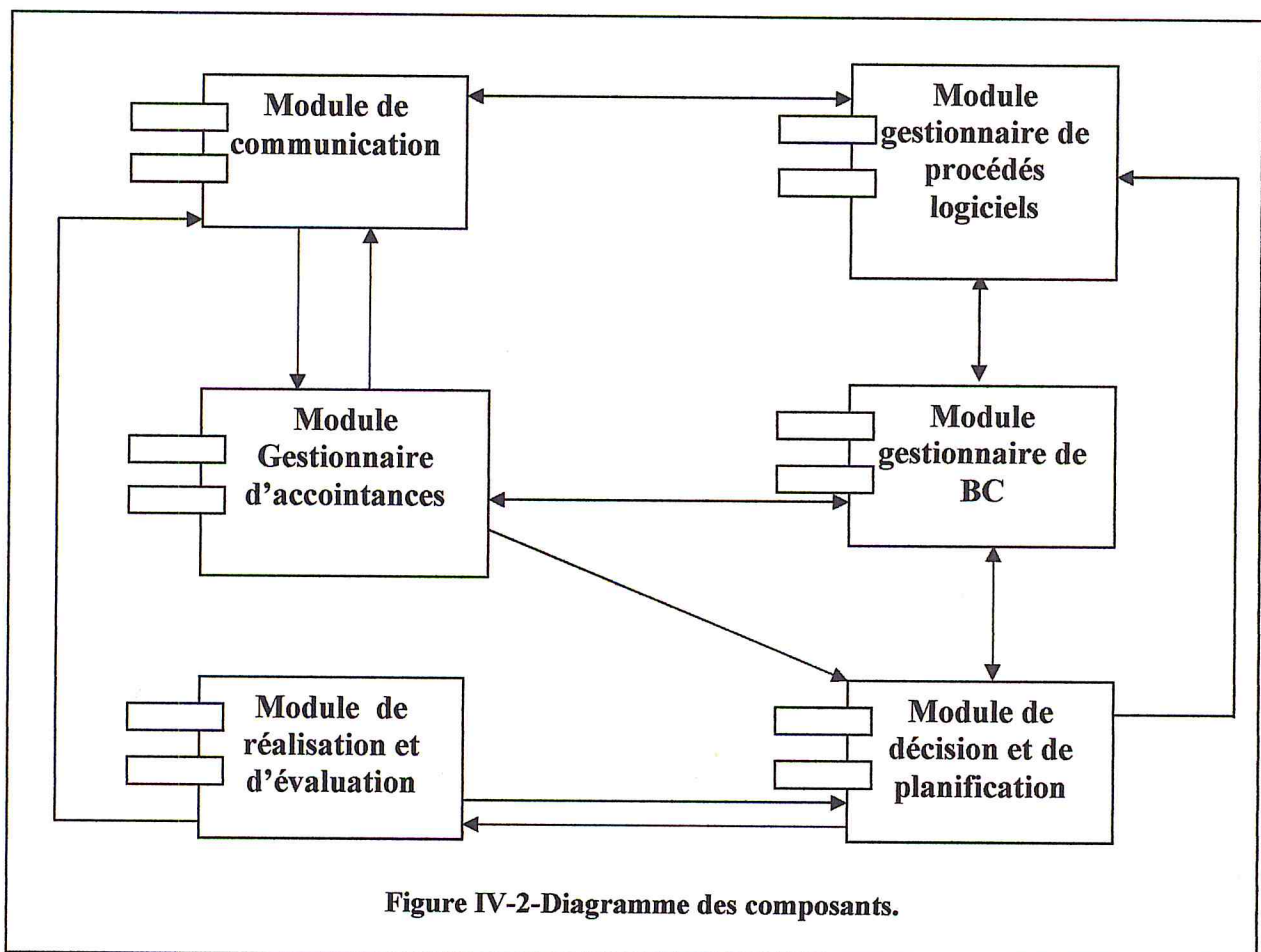 Module de
communication
Module
gestionnaire de
procédés
logiciels
Module
Gestionnaire
d'accointances
Module
gestionnaire de
BC
Module de
réalisation et
d'évaluation
Module de
décision et de
planification
Figure IV-2-Diagramme des composants.